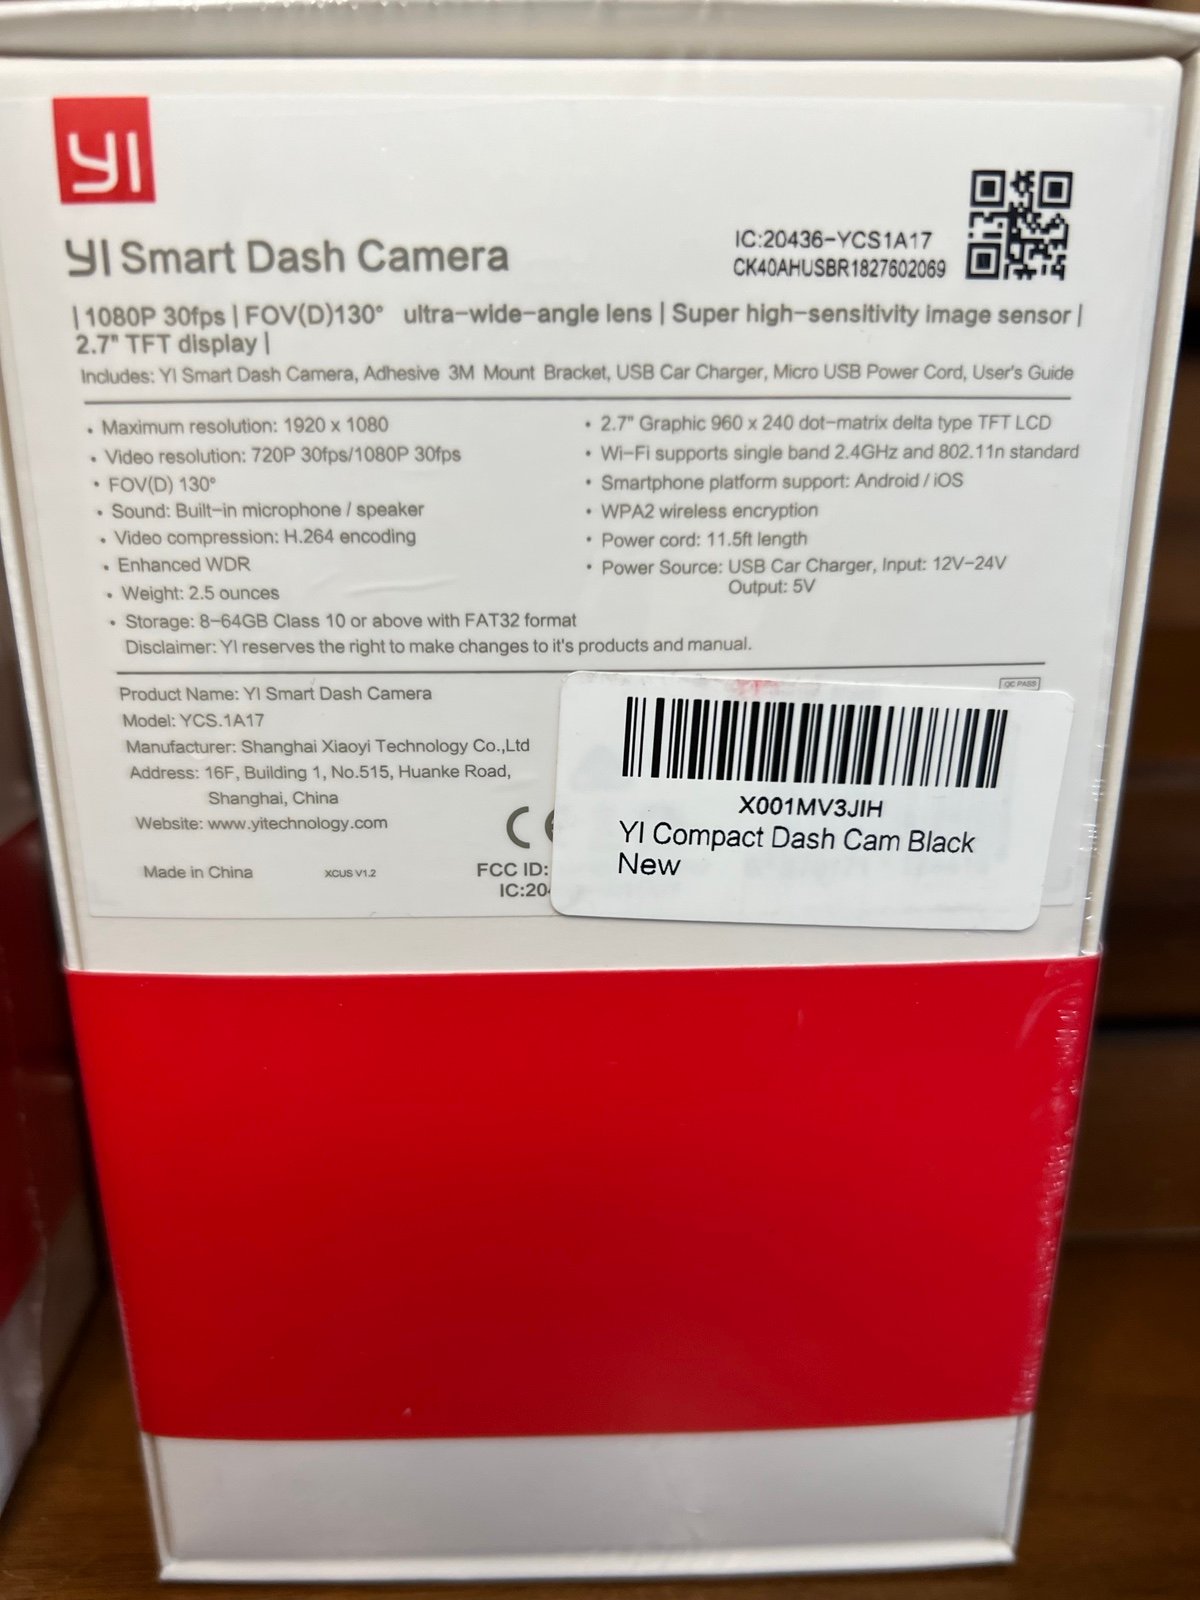 YI
YI Smart Dash Camera
IC:20436-YCS1A17
CK40AHUSBR1827602069
| 1080P 30fps | FOV(D)130° ultra-wide-angle lens | Super high-sensitivity image sensor |
2.7" TFT display |
Includes: YI Smart Dash Camera, Adhesive 3M Mount Bracket, USB Car Charger, Micro USB Power Cord, User's Guide
• Maximum resolution: 1920 x 1080
• Video resolution: 720P 30fps/1080P 30fps
• FOV(D) 130°
• Sound: Built-in microphone / speaker
• Video compression: H.264 encoding
• Enhanced WDR
• Weight: 2.5 ounces
• Storage: 8-64GB Class 10 or above with FAT32 format
• 2.7" Graphic 960 x 240 dot-matrix delta type TFT LCD
• Wi-Fi supports single band 2.4GHz and 802.11n standard
• Smartphone platform support: Android / iOS
• WPA2 wireless encryption
• Power cord: 11.5ft length
• Power Source: USB Car Charger, Input: 12V-24V
Output: 5V
Disclaimer: YI reserves the right to make changes to it's products and manual.
Product Name: YI Smart Dash Camera
Model: YCS.1A17
Manufacturer: Shanghai Xiaoyi Technology Co.,Ltd
Address: 16F, Building 1, No.515, Huanke Road,
Shanghai, China
Website: www.yitechnology.com
Made in China
XCUS V1.2
CE
FCC ID:
IC:204
QC PASS
X001MV3JIH
YI Compact Dash Cam Black
New